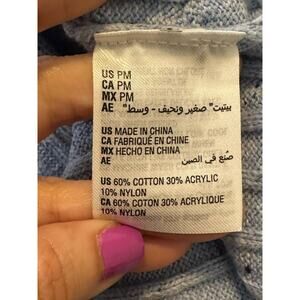 US PM
CA PM
MX PM
AE بيتيت "صغير ونحيف - وسط"
US MADE IN CHINA
CA FABRIQUÉ EN CHINE
MX HECHO EN CHINA
AE صُنع في الصين
US 60% COTTON 30% ACRYLIC
10% NYLON
CA 60% COTON 30% ACRYLIQUE
10% NYLON